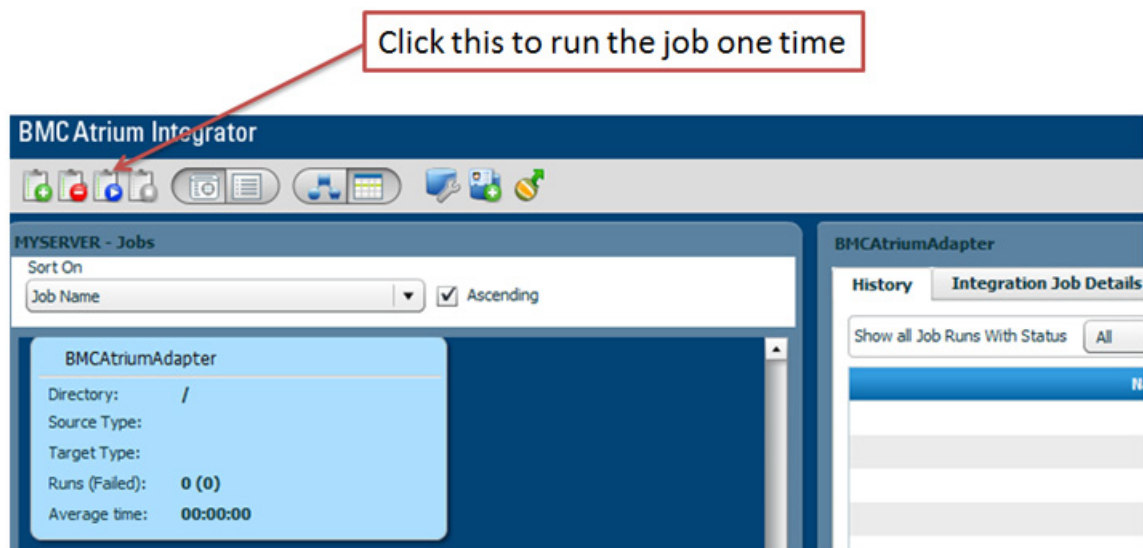 Click this to run the job one time
BMC Atrium Integrator
MYSERVER - Jobs
Sort On
Job Name
Ascending
BMCAtriumAdapter
Directory: /
Source Type:
Target Type:
Runs (Failed): 0 (0)
Average time: 00:00:00
BMCAtriumAdapter
History Integration Job Details
Show all Job Runs With Status All